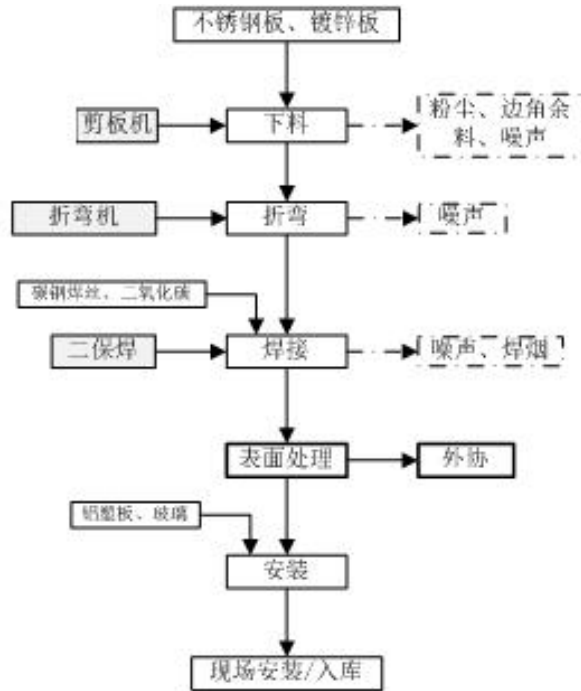 不锈钢板、镀锌板
剪板机
下料
粉尘、边角余
料、噪声
折弯机
折弯
噪声
碳钢焊丝、二氧化碳
二保焊
焊接
噪声、焊烟
表面处理
外协
铝塑板、玻璃
安装
现场安装/入库